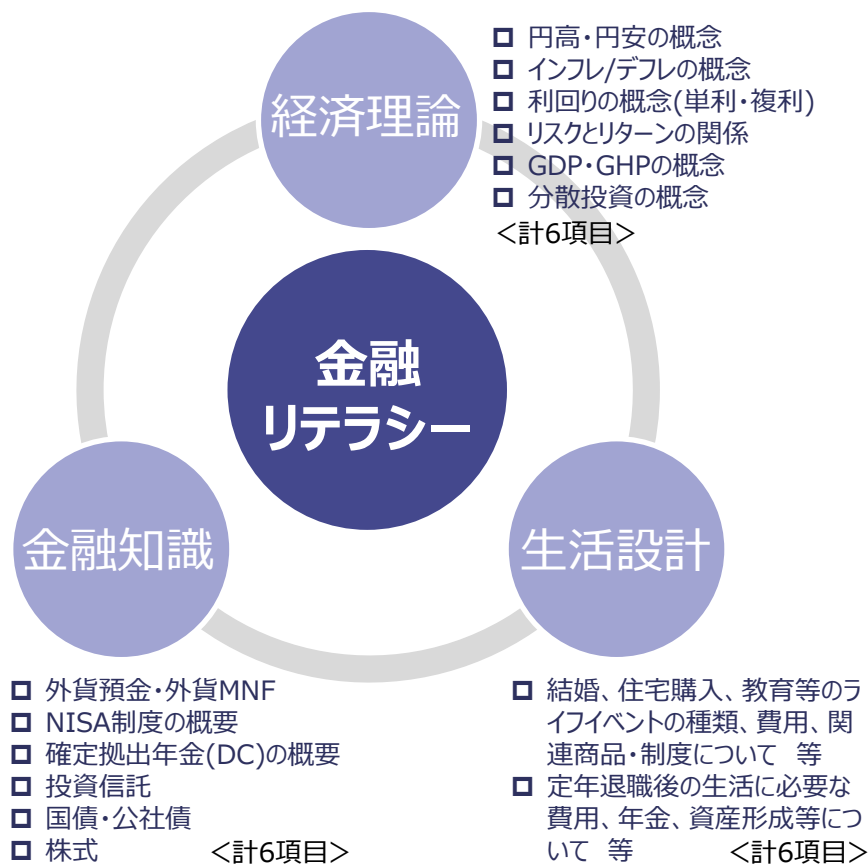 経済理論
□ 円高・円安の概念
□ インフレ/デフレの概念
□ 利回りの概念(単利・複利)
□ リスクとリターンの関係
□ GDP・GHPの概念
□ 分散投資の概念
<計6項目>
金融
リテラシー
金融知識
□ 外貨預金・外貨MNF
□ NISA制度の概要
□ 確定拠出年金(DC)の概要
□ 投資信託
□ 国債・公社債
□ 株式 <計6項目>
生活設計
□ 結婚、住宅購入、教育等のラ
イフイベントの種類、費用、関
連商品・制度について 等
□ 定年退職後の生活に必要な
費用、年金、資産形成等につ
いて 等 <計6項目>